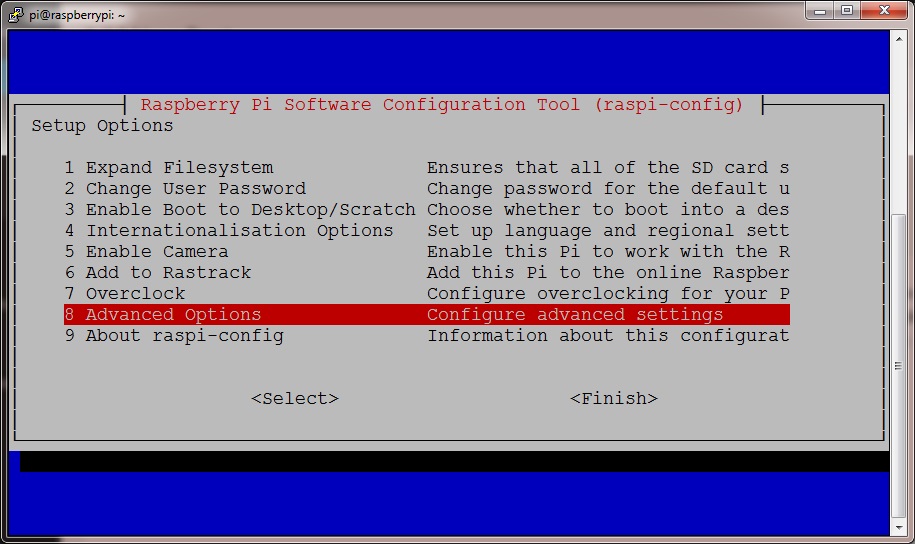 pi@raspberrypi: ~
Raspberry Pi Software Configuration Tool (raspi-config)
Setup Options
1 Expand Filesystem Ensures that all of the SD card s
2 Change User Password Change password for the default u
3 Enable Boot to Desktop/Scratch Choose whether to boot into a des
4 Internationalisation Options Set up language and regional sett
5 Enable Camera Enable this Pi to work with the R
6 Add to Rastrack Add this Pi to the online Raspber
7 Overclock Configure overclocking for your P
8 Advanced Options Configure advanced settings
9 About raspi-config Information about this configurat
<Select> <Finish>